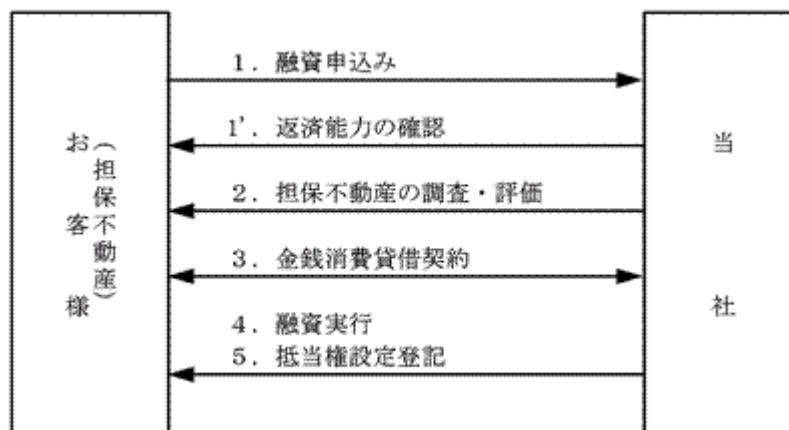 お客様
（担保不動産）
1．融資申込み
1'．返済能力の確認
2．担保不動産の調査・評価
3．金銭消費貸借契約
4．融資実行
5．抵当権設定登記
当社